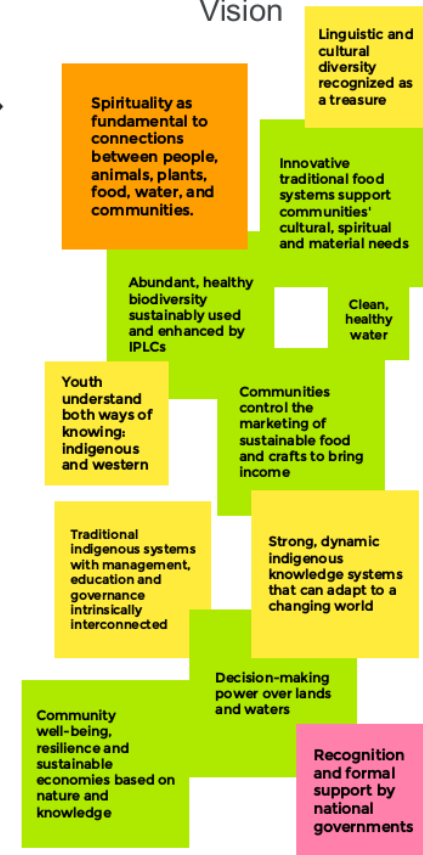 Vision
Linguistic and
cultural
diversity
recognized as
a treasure
Spirituality as
fundamental to
connections
between people,
animals, plants,
food, water, and
communities.
Innovative
traditional food
systems support
communities'
cultural, spiritual
and material needs
Abundant, healthy
biodiversity
sustainably used
and enhanced by
IPLCs
Clean,
healthy
water
Youth
understand
both ways of
knowing:
indigenous
and western
Communities
control the
marketing of
sustainable food
and crafts to bring
income
Traditional
indigenous systems
with management,
education and
governance
intrinsically
interconnected
Strong, dynamic
indigenous
knowledge systems
that can adapt to a
changing world
Decision-making
power over lands
and waters
Community
well-being,
resilience and
sustainable
economies based on
nature and
knowledge
Recognition
and formal
support by
national
governments